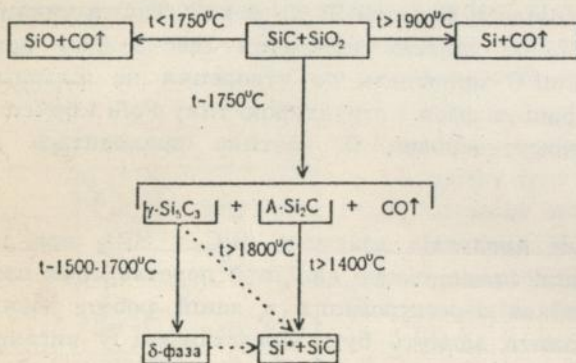 t<1750°C t>1900°C
SiO+CO↑ SiC+SiO₂ Si+CO↑
t~1750°C
γ·Si₅C₃ + A·Si₂C + CO↑
t~1500-1700°C t>1800°C t>1400°C
δ-фаза Si*+SiC